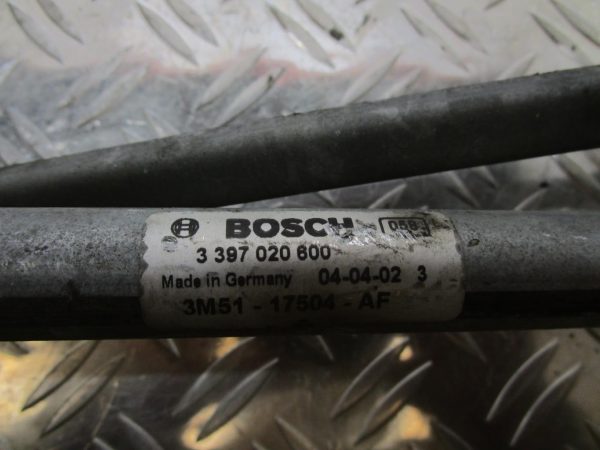 BOSCH
3 397 020 600
Made in Germany 04-04-02 3
3M51 - 17504 - AF